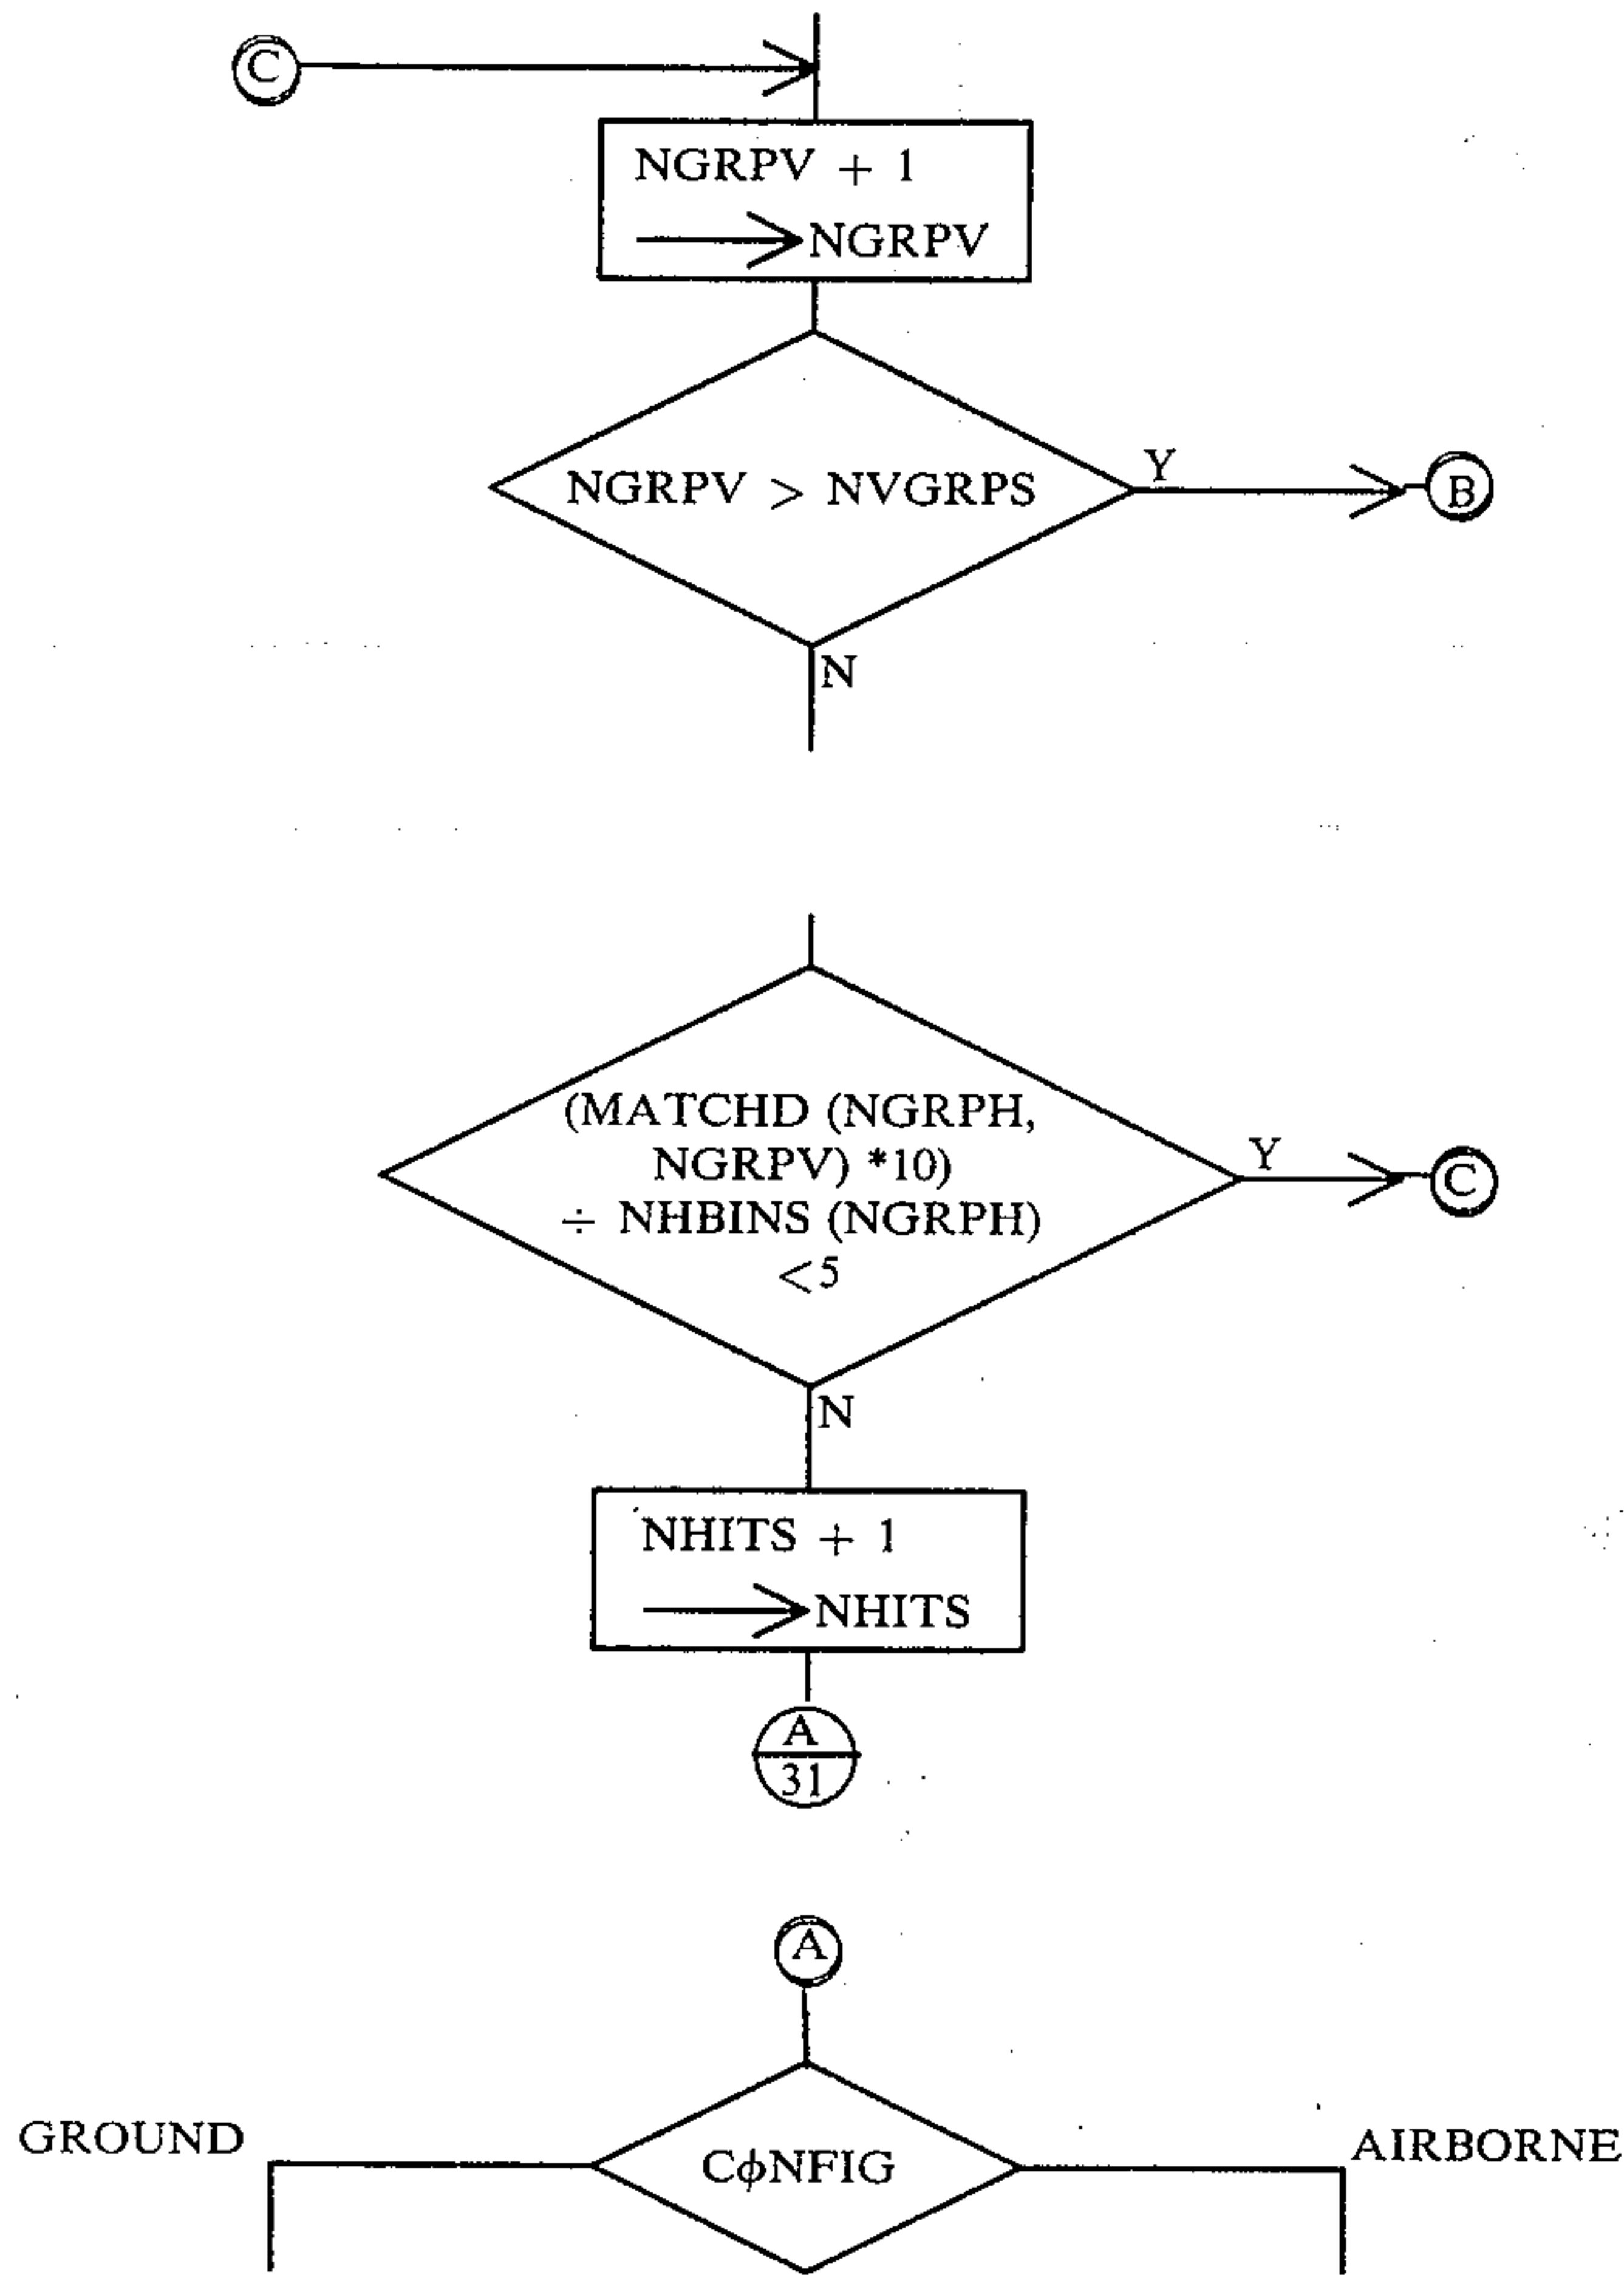 C
NGRPV + 1
NGRPV
NGRPV > NVGRPS
Y
B
N
(MATCHD (NGRPH,
NGRPV) *10)
÷ NHBINS (NGRPH)
<5
Y
C
N
NHITS + 1
NHITS
A
31
A
GROUND
CϕNFIG
AIRBORNE